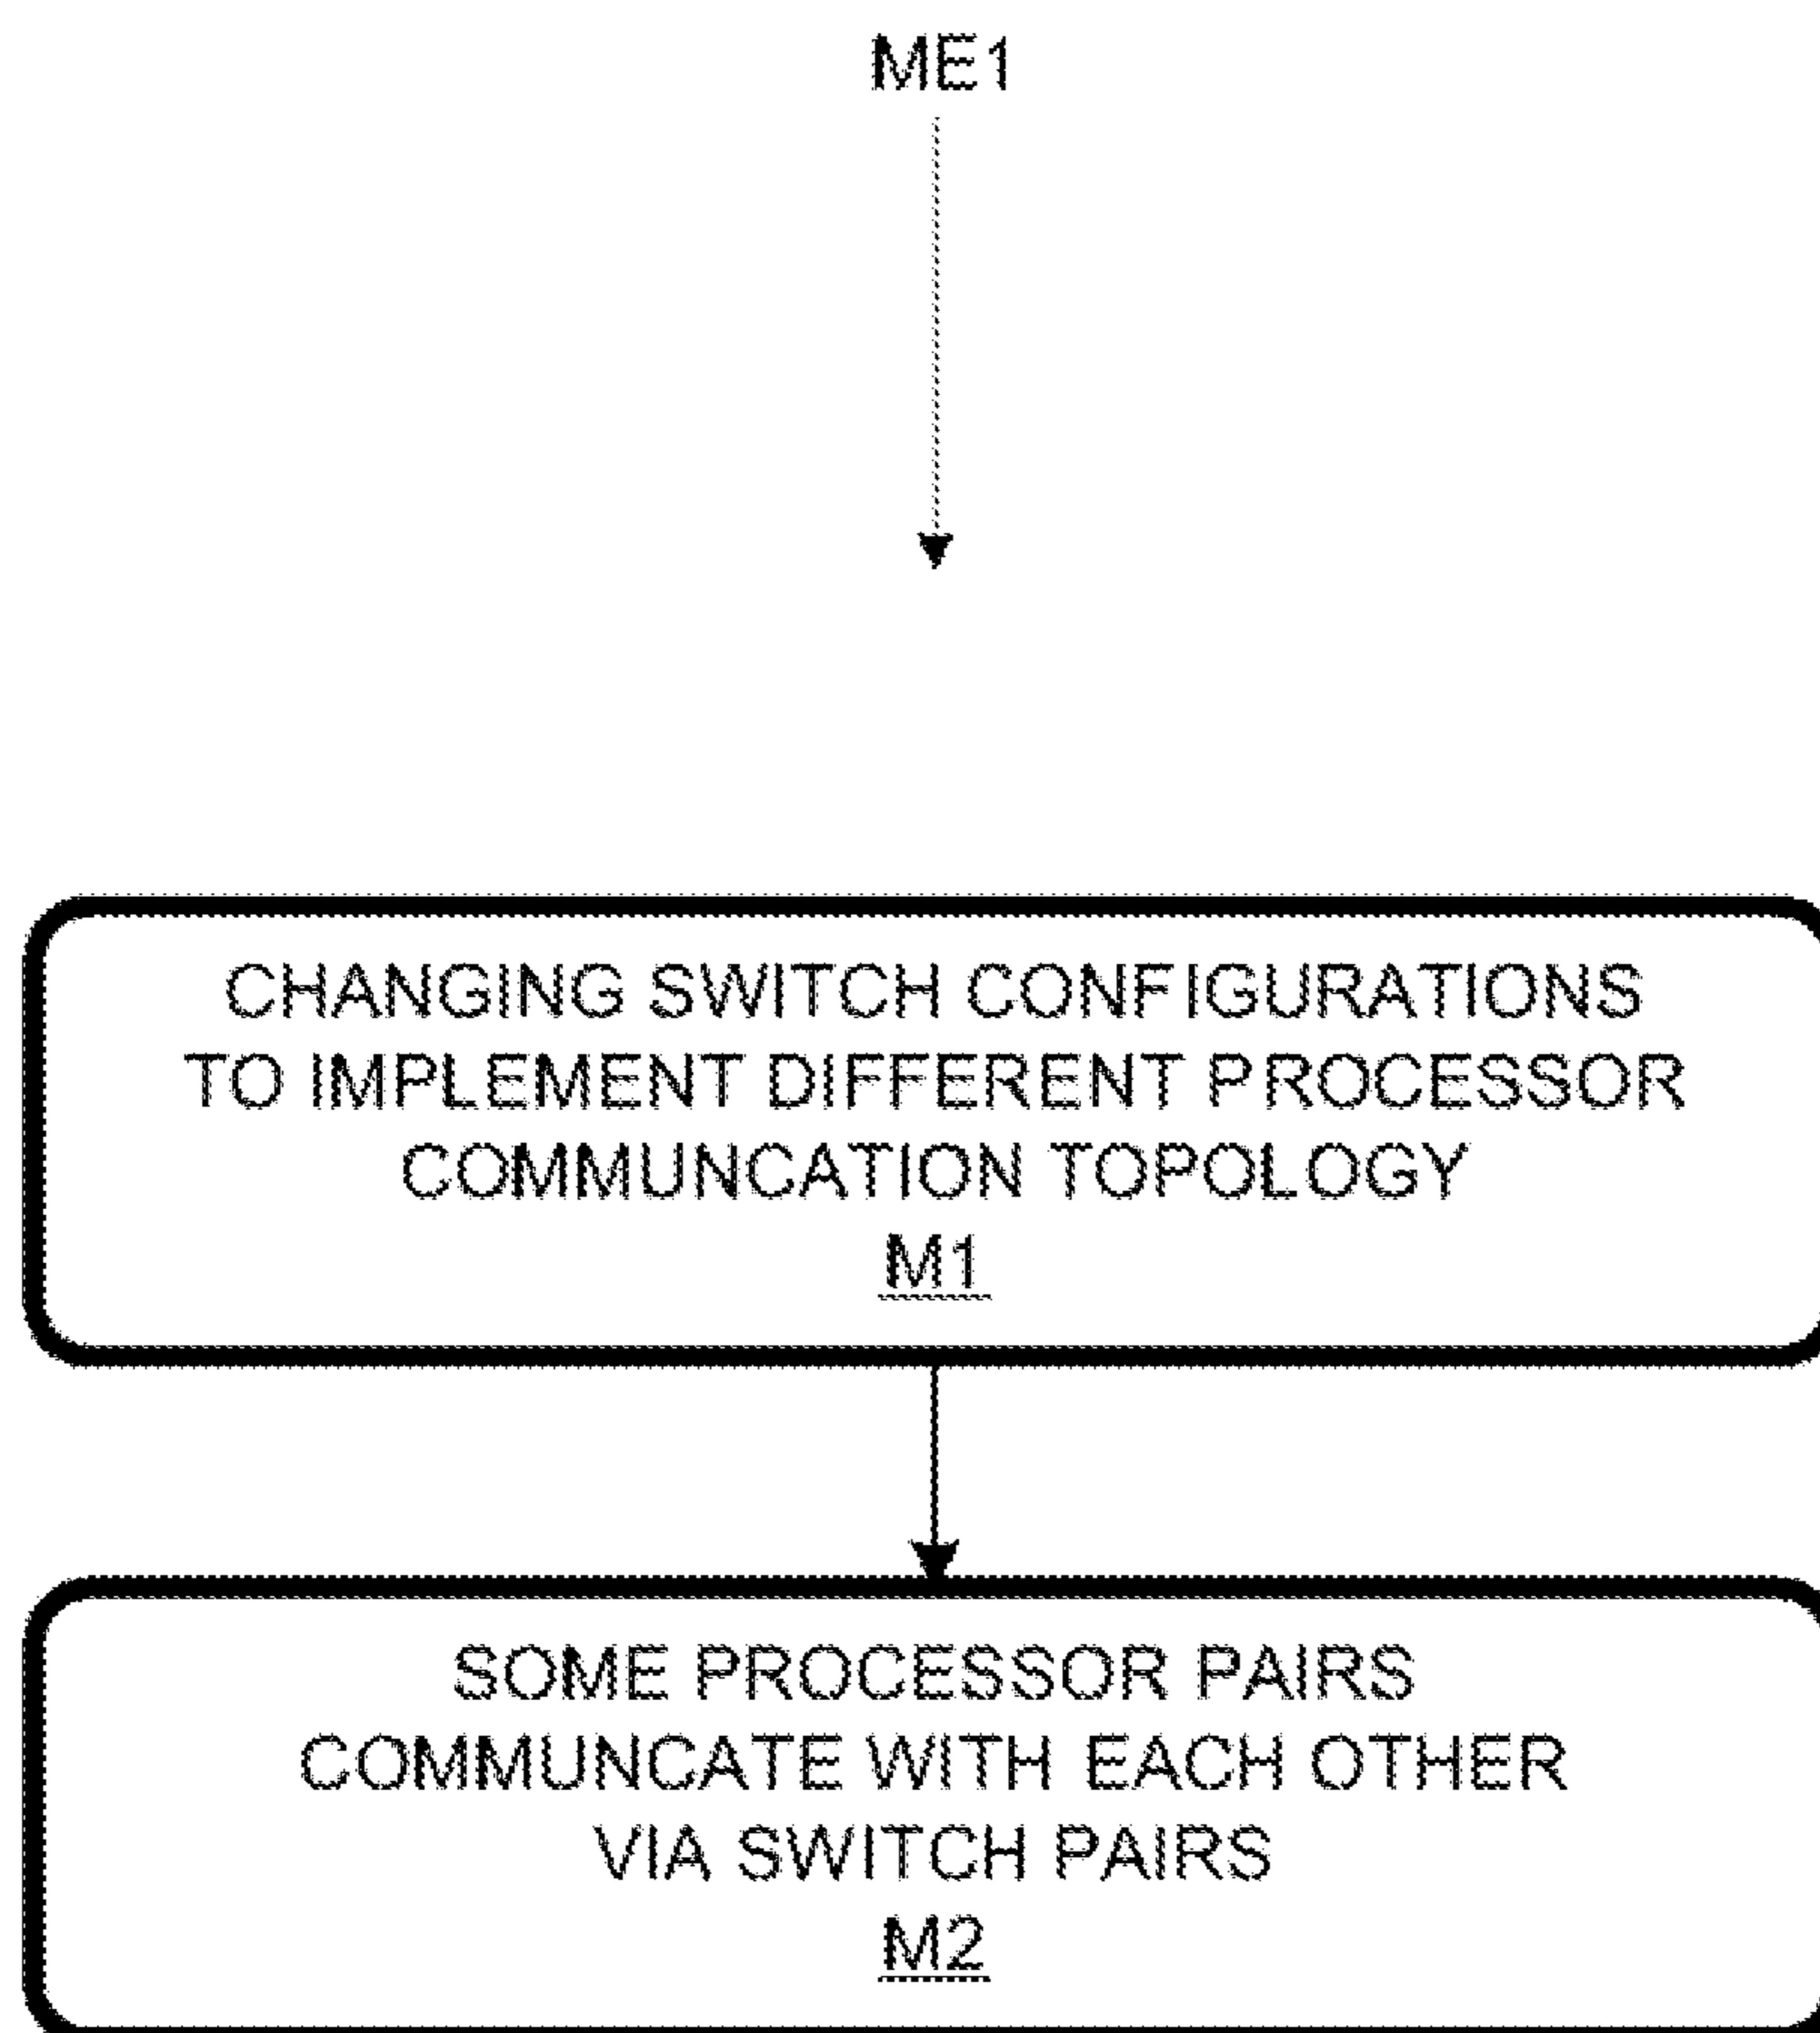 ME1
CHANGING SWITCH CONFIGURATIONS
TO IMPLEMENT DIFFERENT PROCESSOR
COMMUNCATION TOPOLOGY
M1
SOME PROCESSOR PAIRS
COMMUNCATE WITH EACH OTHER
VIA SWITCH PAIRS
M2